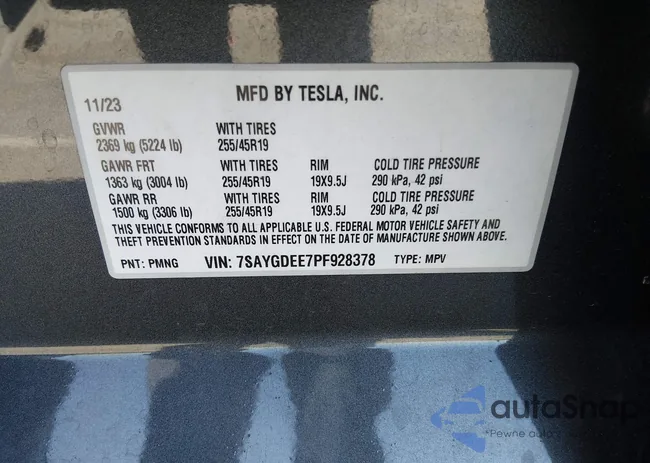 MFD BY TESLA, INC.
11/23
GVWR WITH TIRES
2369 kg (5224 lb) 255/45R19
GAWR FRT WITH TIRES RIM COLD TIRE PRESSURE
1363 kg (3004 lb) 255/45R19 19X9.5J 290 kPa, 42 psi
GAWR RR WITH TIRES RIM COLD TIRE PRESSURE
1500 kg (3306 lb) 255/45R19 19X9.5J 290 kPa, 42 psi
THIS VEHICLE CONFORMS TO ALL APPLICABLE U.S. FEDERAL MOTOR VEHICLE SAFETY AND
THEFT PREVENTION STANDARDS IN EFFECT ON THE DATE OF MANUFACTURE SHOWN ABOVE.
PNT: PMNG VIN: 7SAYGDEE7PF928378 TYPE: MPV
autaSnap
*Pewne auta